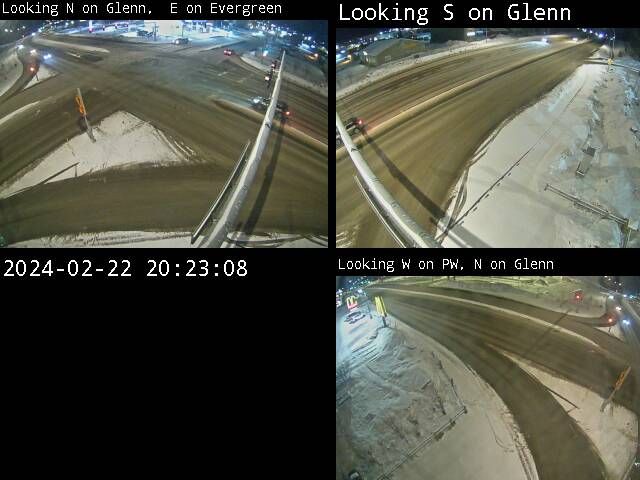 Looking N on Glenn,  E on Evergreen
Looking S on Glenn
2024-02-22 20:23:08
Looking W on PW, N on Glenn